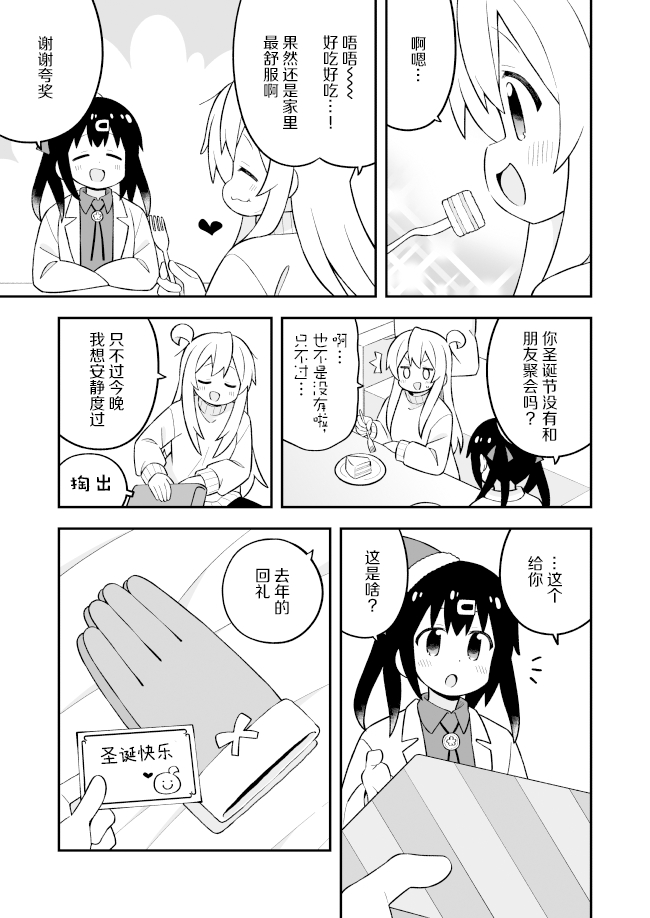 啊嗯…
唔唔~~
好吃好吃…!
果然还是家里
最舒服啊
谢谢夸奖
你圣诞节没有和
朋友聚会吗?
啊…
也不是没有啦,
只不过…
只不过今晚
我想安静度过
掏出
…这个
给你
这是啥?
去年的
回礼
圣诞快乐